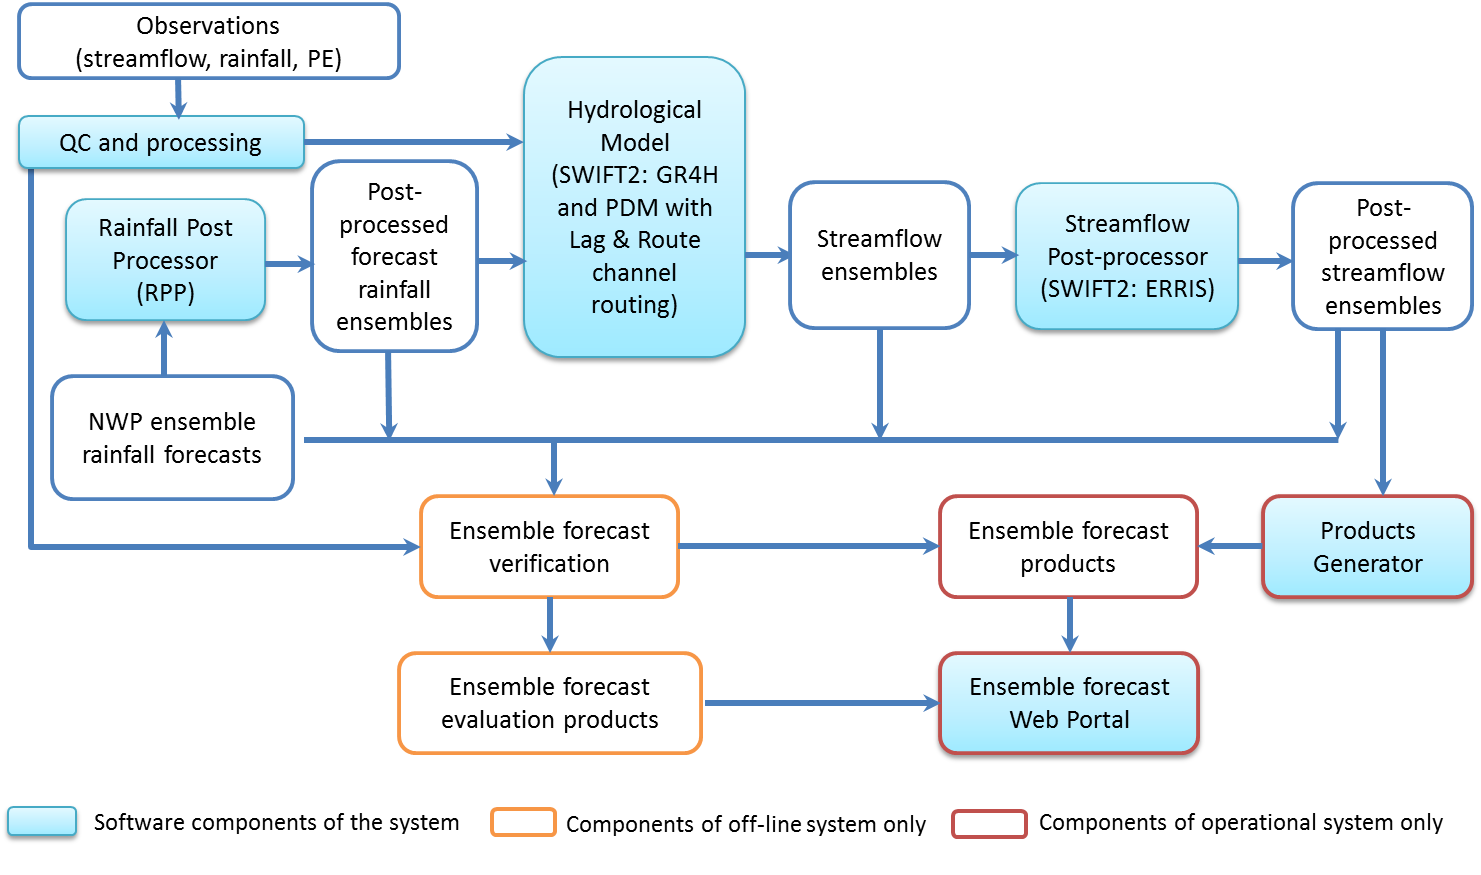 Observations
(streamflow, rainfall, PE)
QC and processing
Rainfall Post
Processor
(RPP)
NWP ensemble
rainfall forecasts
Post-
processed
forecast
rainfall
ensembles
Hydrological
Model
(SWIFT2: GR4H
and PDM with
Lag & Route
channel
routing)
Streamflow
ensembles
Streamflow
Post-processor
(SWIFT2: ERRIS)
Post-
processed
streamflow
ensembles
Ensemble forecast
verification
Ensemble forecast
products
Products
Generator
Ensemble forecast
evaluation products
Ensemble forecast
Web Portal
Software components of the system
Components of off-line system only
Components of operational system only